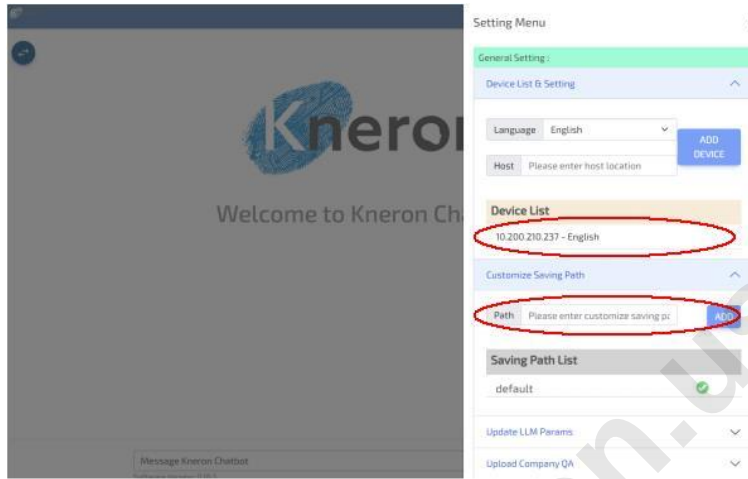 Kneron
Welcome to Kneron Ch
Message Kneron Chatbot
Setting Menu
General Setting :
Device List & Setting
Language English
ADD DEVICE
Host Please enter host location
Device List
10.200.210.237 - English
Customize Saving Path
Path Please enter customize saving pa
ADD
Saving Path List
default
Update LLM Params
Upload Company QA